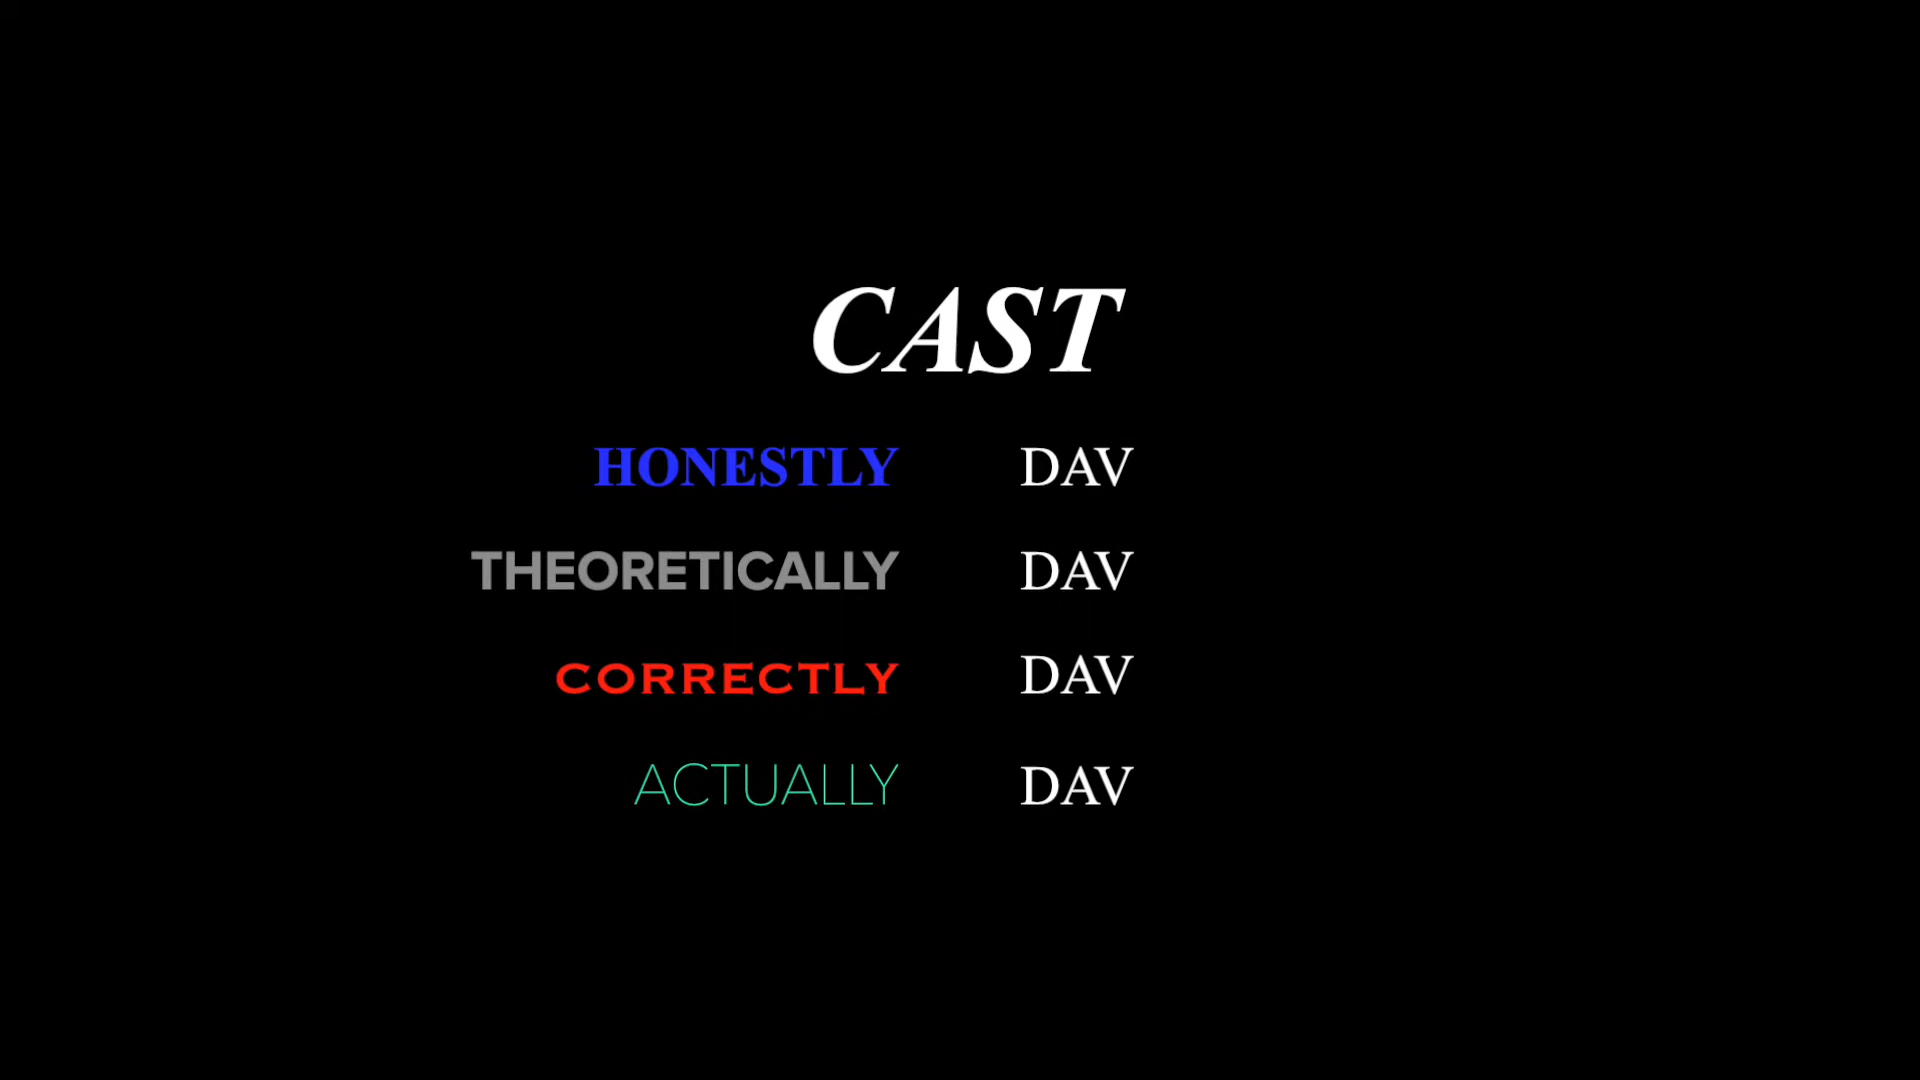 CAST
HONESTLY DAV
THEORETICALLY DAV
CORRECTLY DAV
ACTUALLY DAV